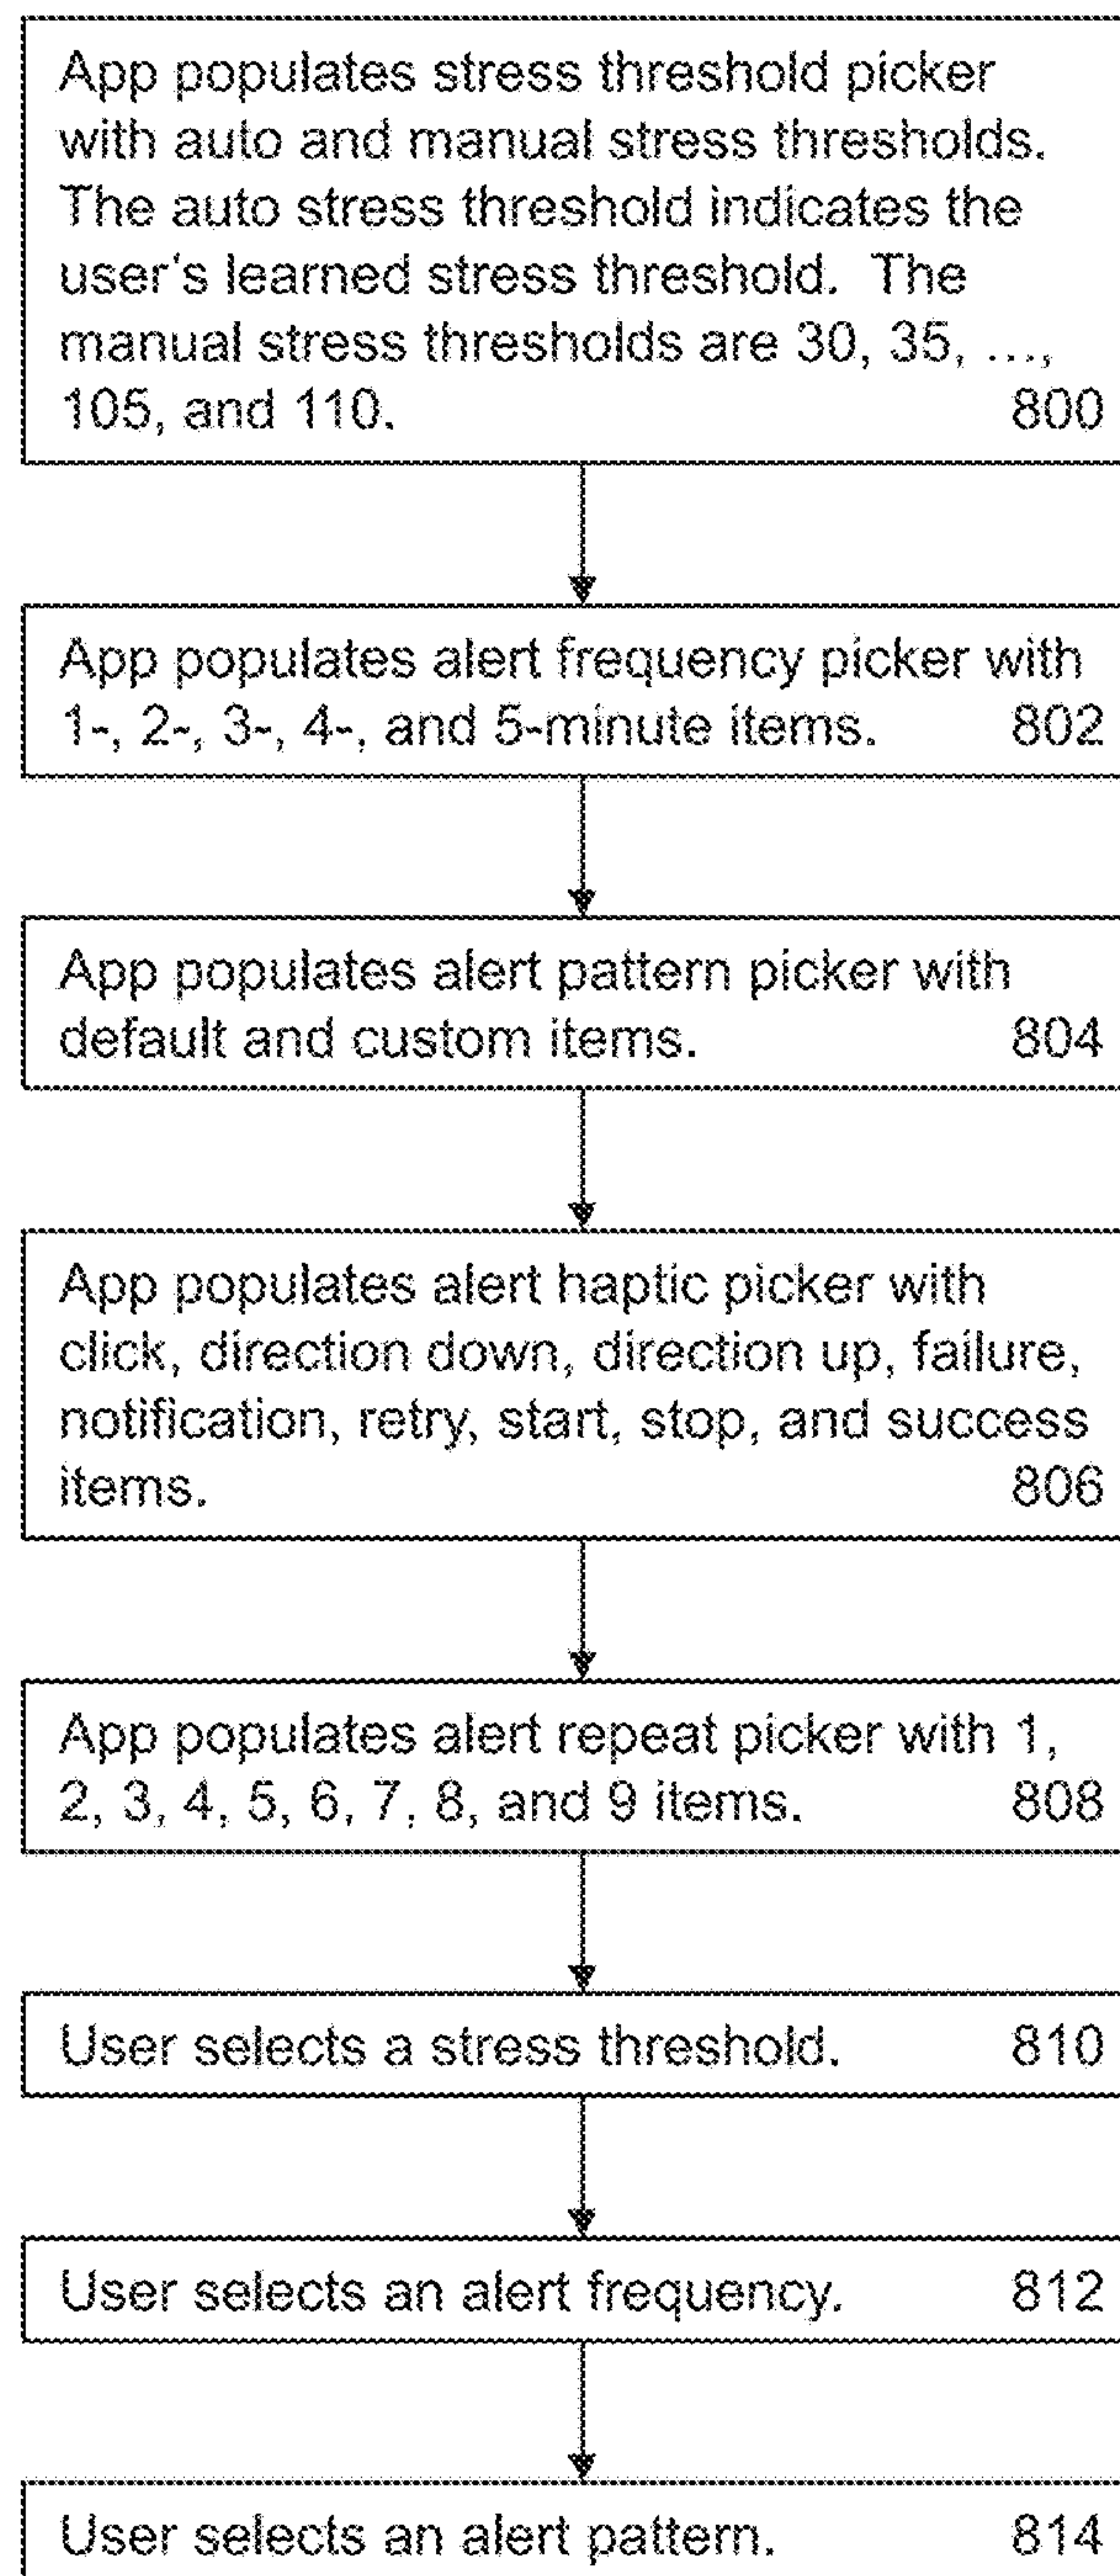 App populates stress threshold picker
with auto and manual stress thresholds.
The auto stress threshold indicates the
user's learned stress threshold.  The
manual stress thresholds are 30, 35, ...,
105, and 110. 800
App populates alert frequency picker with
1-, 2-, 3-, 4-, and 5-minute items. 802
App populates alert pattern picker with
default and custom items. 804
App populates alert haptic picker with
click, direction down, direction up, failure,
notification, retry, start, stop, and success
items. 806
App populates alert repeat picker with 1,
2, 3, 4, 5, 6, 7, 8, and 9 items. 808
User selects a stress threshold. 810
User selects an alert frequency. 812
User selects an alert pattern. 814